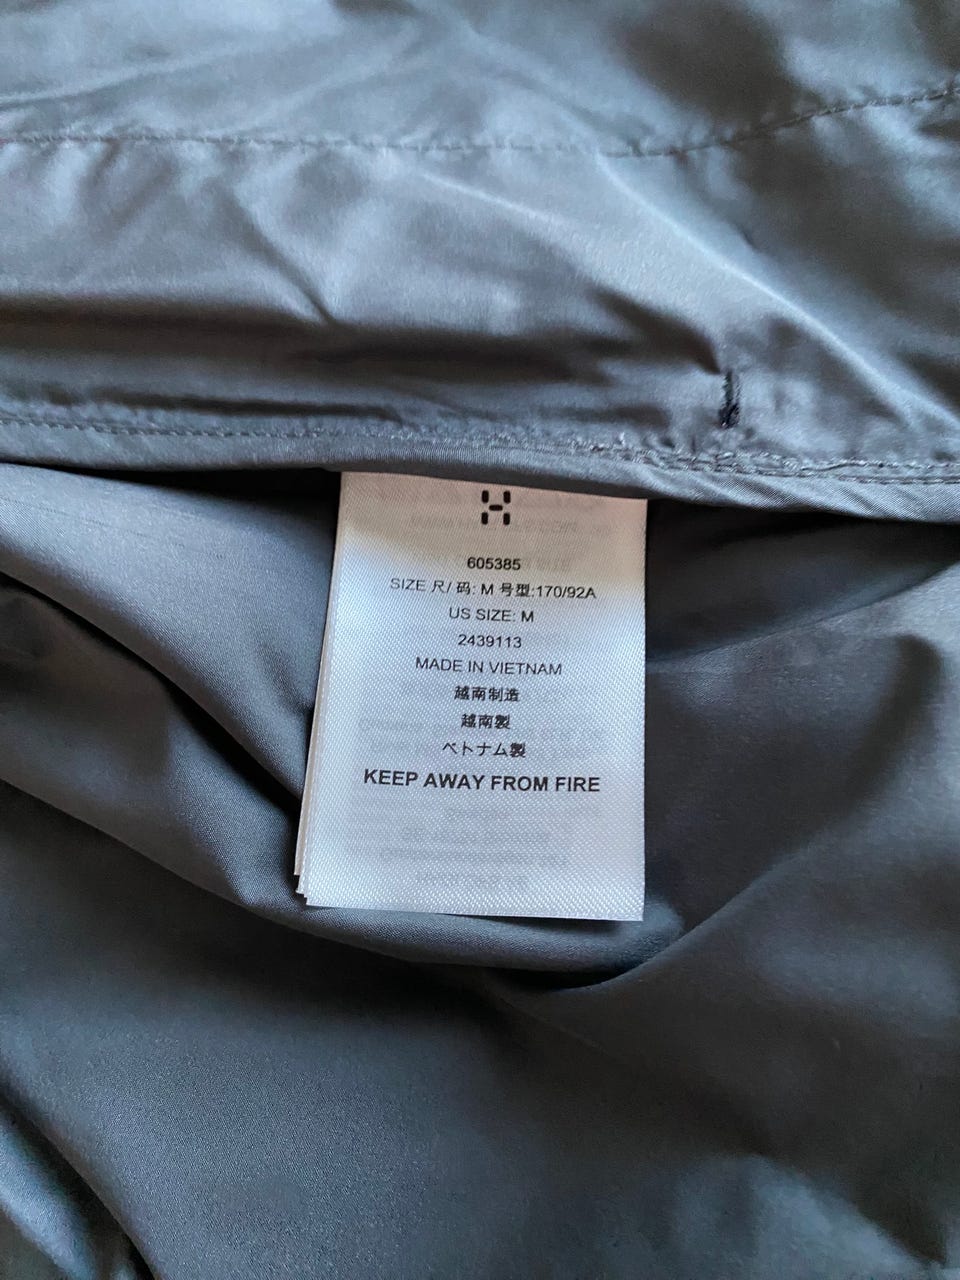 605385
SIZE 尺/ 码: M 号型:170/92A
US SIZE: M
2439113
MADE IN VIETNAM
越南制造
越南製
ベトナム製
KEEP AWAY FROM FIRE